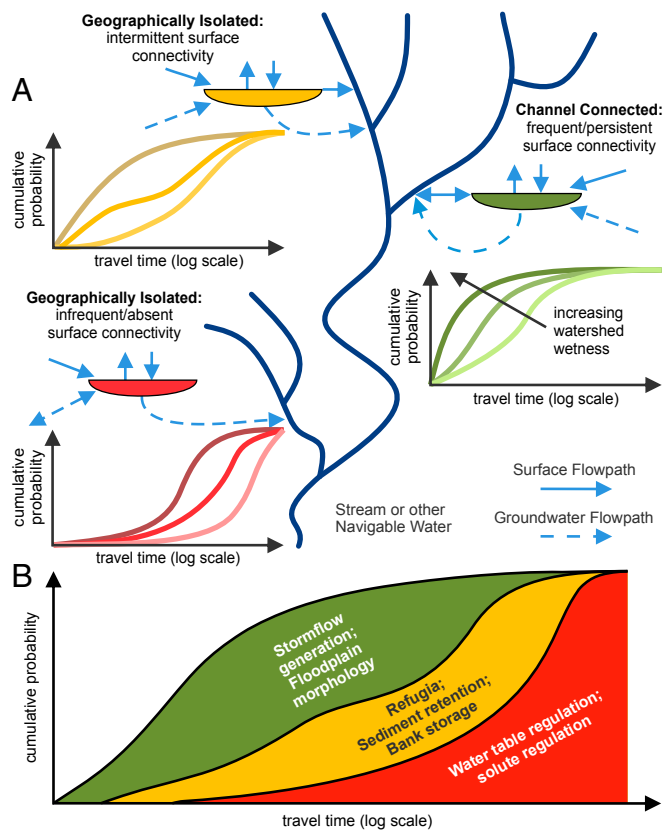 Geographically Isolated:
intermittent surface
connectivity
A
cumulative
probability
travel time (log scale)
Channel Connected:
frequent/persistent
surface connectivity
cumulative
probability
increasing
watershed
wetness
travel time (log scale)
Geographically Isolated:
infrequent/absent
surface connectivity
cumulative
probability
travel time (log scale)
Stream or other
Navigable Water
Surface Flowpath
Groundwater Flowpath
B
cumulative probability
Stormflow
generation;
Floodplain
morphology
Refugia;
Sediment retention;
Bank storage
Water table regulation;
solute regulation
travel time (log scale)